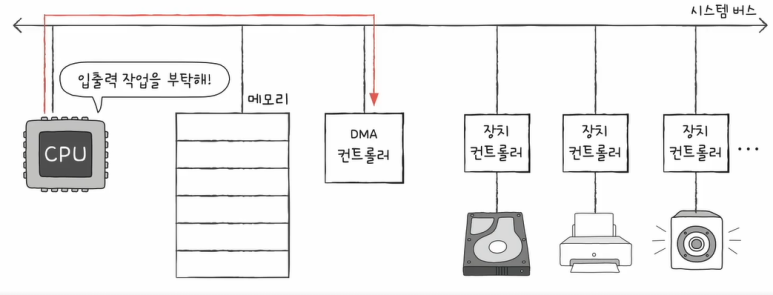 시스템 버스
입출력 작업을 부탁해!
메모리
CPU
DMA
컨트롤러
장치
컨트롤러
장치
컨트롤러
장치
컨트롤러
...